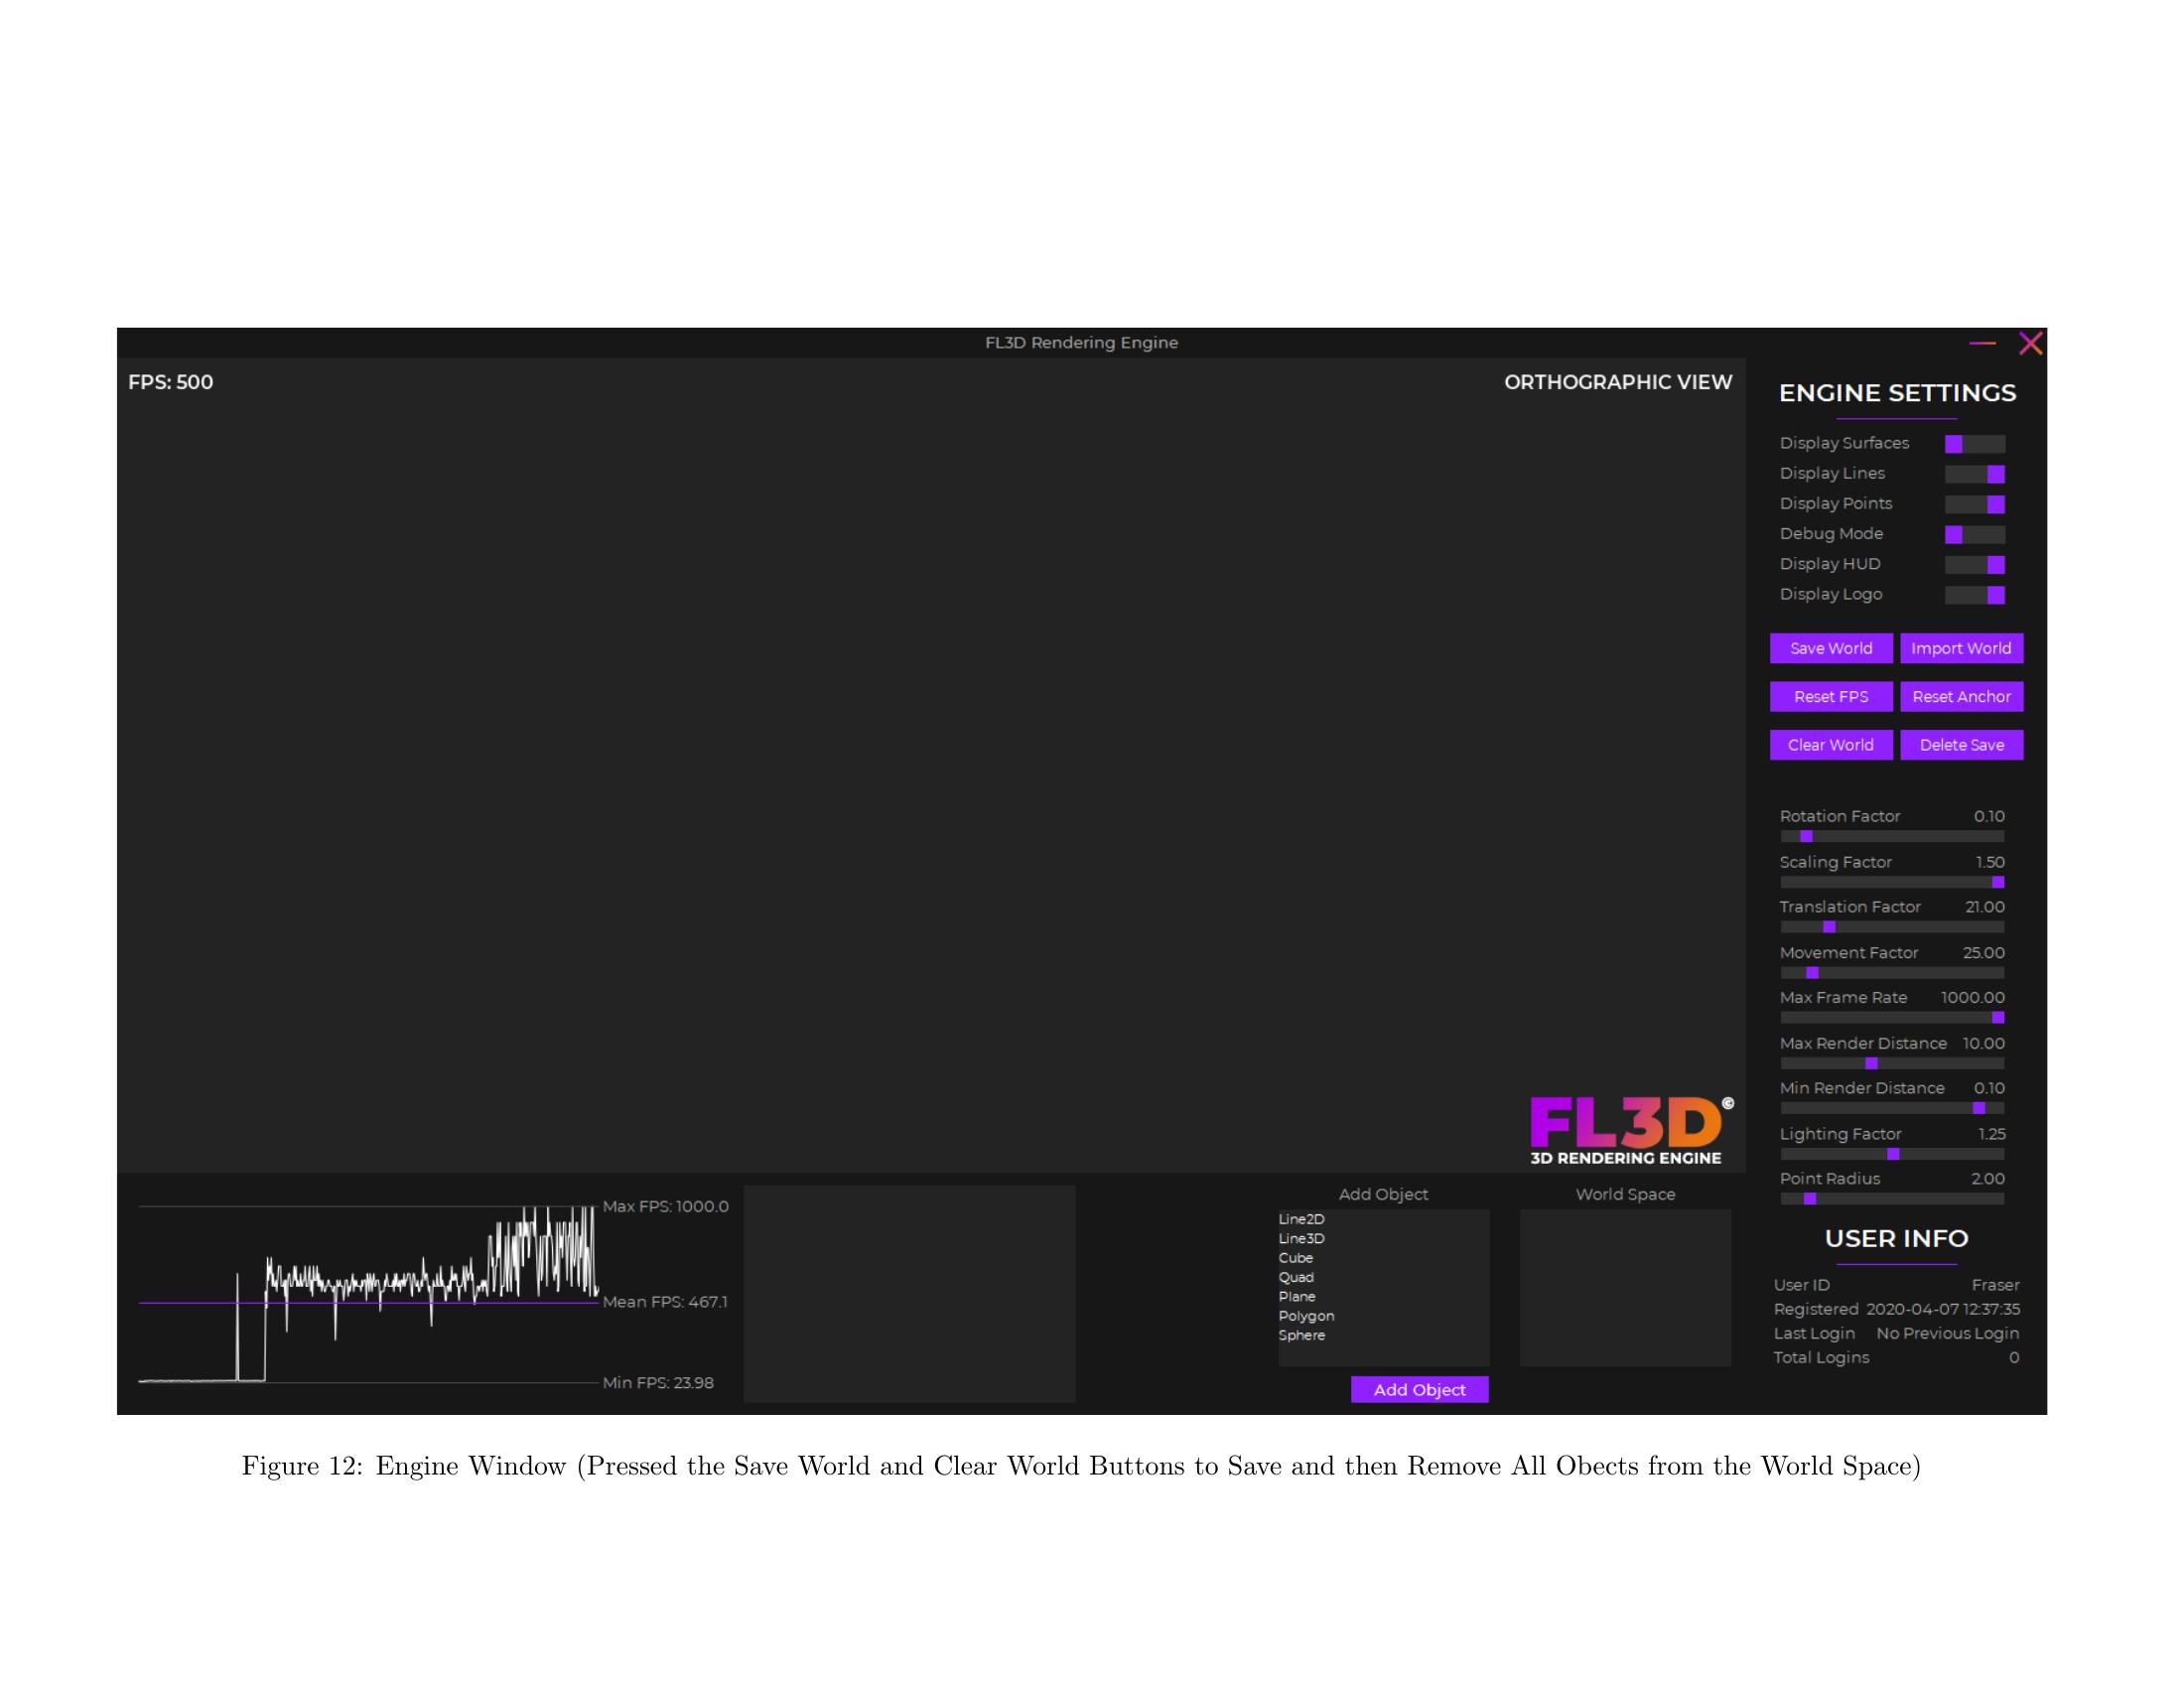 FL3D Rendering Engine
FPS: 500
ORTHOGRAPHIC VIEW
FL3D©
3D RENDERING ENGINE
ENGINE SETTINGS
Display Surfaces
Display Lines
Display Points
Debug Mode
Display HUD
Display Logo
Save World Import World
Reset FPS Reset Anchor
Clear World Delete Save
Rotation Factor 0.10
Scaling Factor 1.50
Translation Factor 21.00
Movement Factor 25.00
Max Frame Rate 1000.00
Max Render Distance 10.00
Min Render Distance 0.10
Lighting Factor 1.25
Point Radius 2.00
USER INFO
User ID Fraser
Registered 2020-04-07 12:37:35
Last Login No Previous Login
Total Logins 0
Max FPS: 1000.0
Mean FPS: 467.1
Min FPS: 23.98
Add Object
Line2D
Line3D
Cube
Quad
Plane
Polygon
Sphere
Add Object
World Space
Figure 12: Engine Window (Pressed the Save World and Clear World Buttons to Save and then Remove All Obects from the World Space)